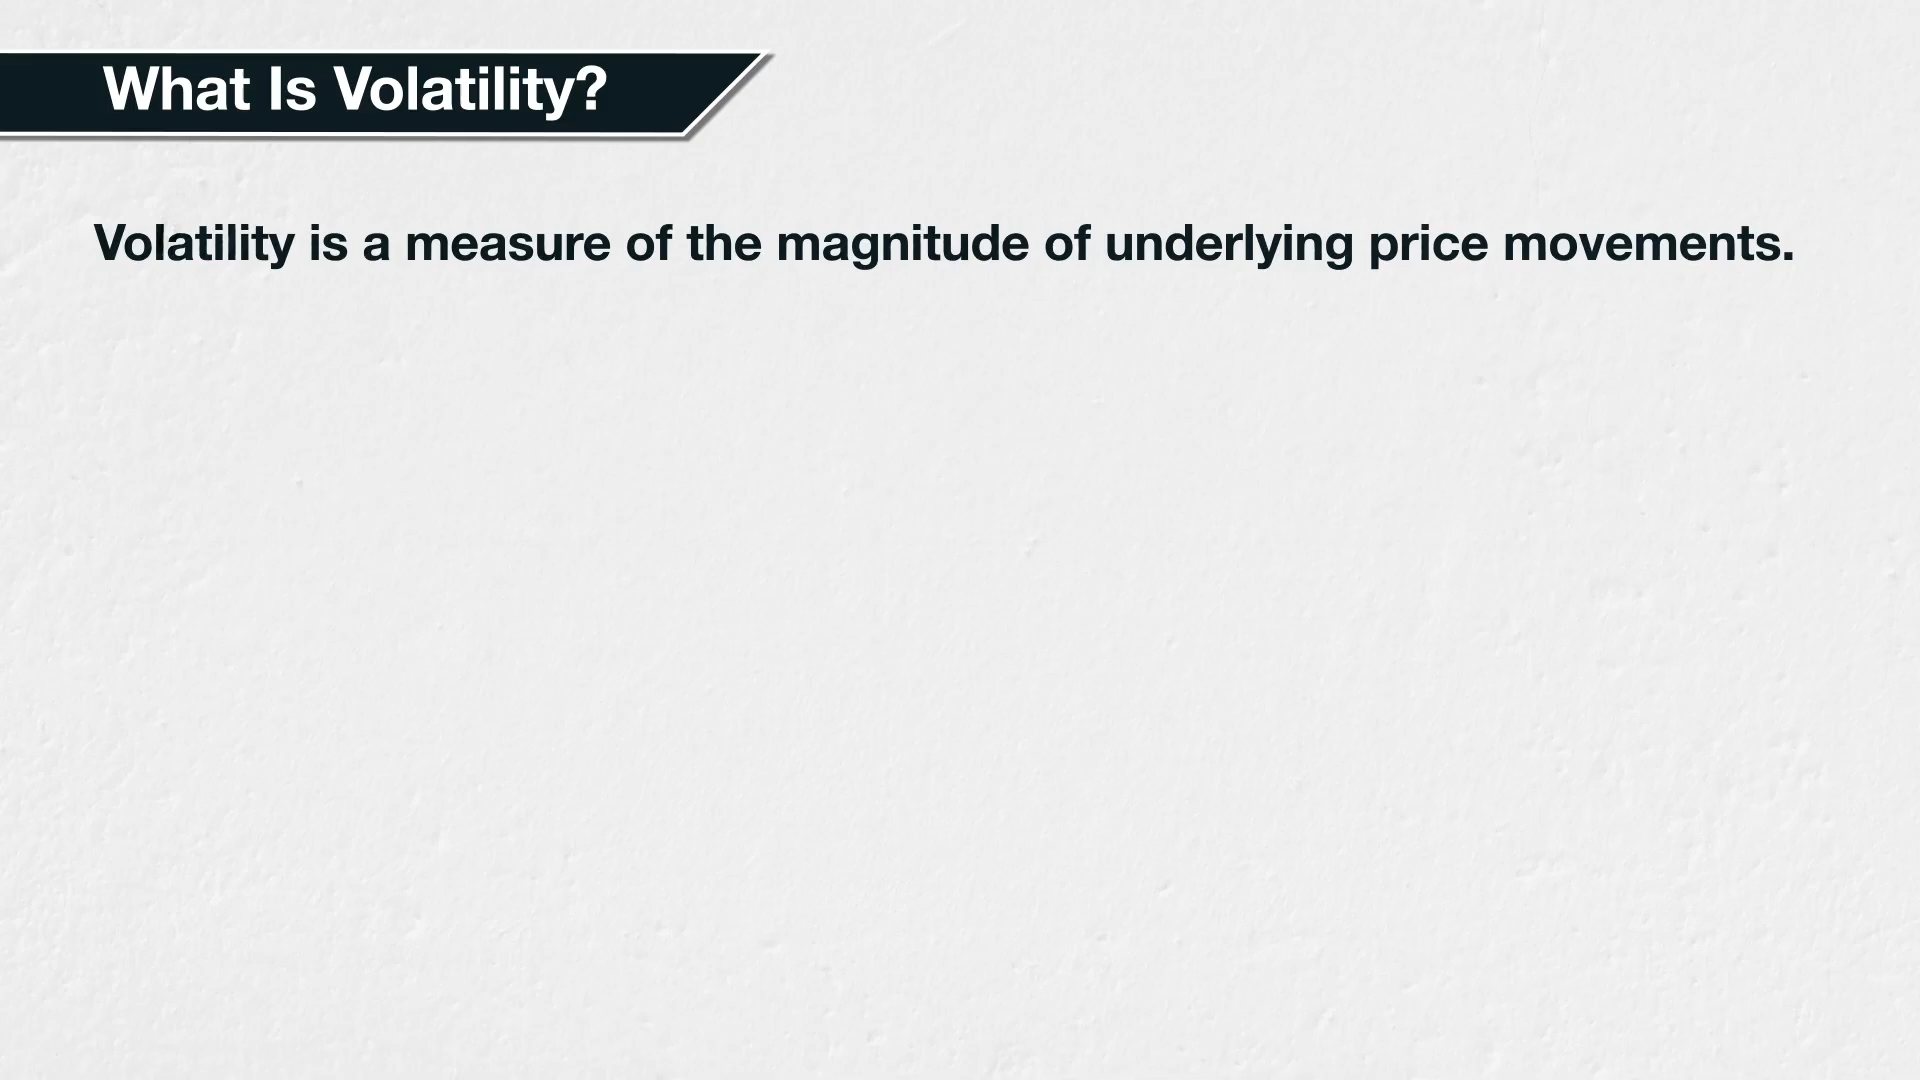 What Is Volatility?
Volatility is a measure of the magnitude of underlying price movements.